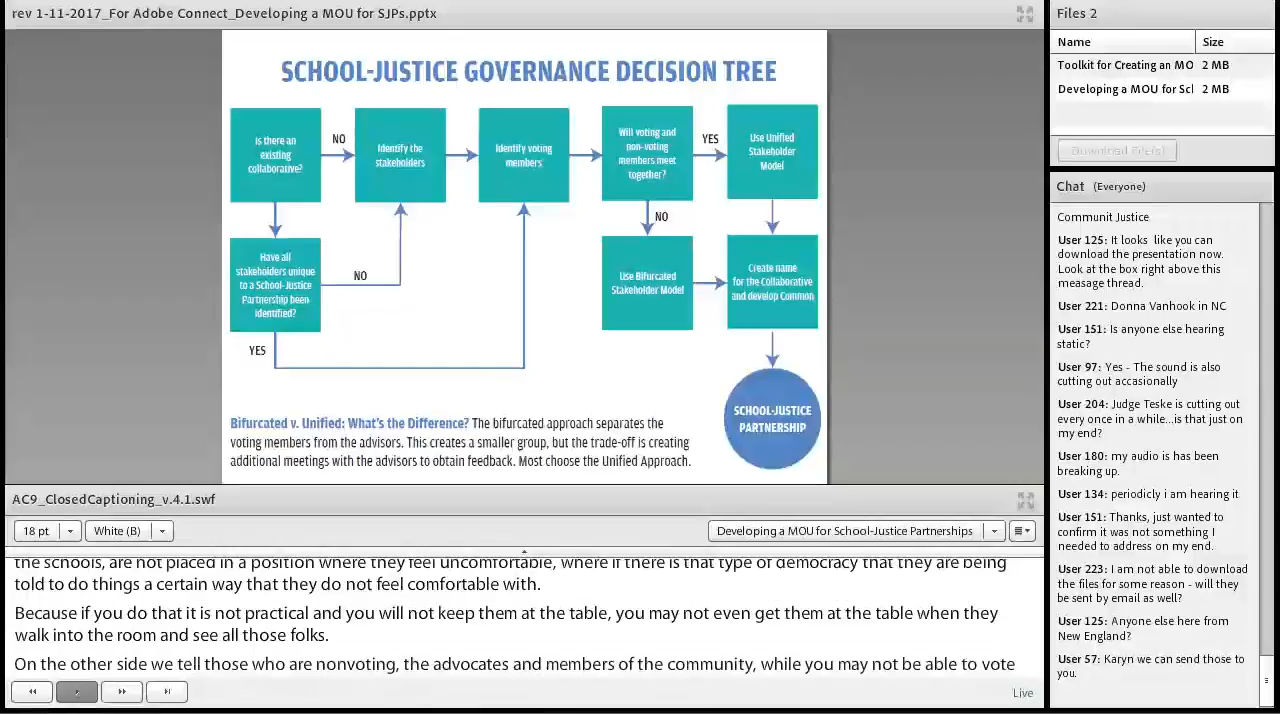 rev 1-11-2017_For Adobe Connect_Developing a MOU for SJPs.pptx
SCHOOL-JUSTICE GOVERNANCE DECISION TREE
Is there an
existing
collaborative?
NO
Identify the
stakeholders
Identify voting
members
Will voting and
non-voting
members meet
together?
YES
Use Unified
Stakeholder
Model
NO
Have all
stakeholders unique
to a School-Justice
Partnership been
identified?
NO
Use Bifurcated
Stakeholder Model
Create name
for the Collaborative
and develop Common
YES
SCHOOL-JUSTICE
PARTNERSHIP
Bifurcated v. Unified: What's the Difference? The bifurcated approach separates the
voting members from the advisors. This creates a smaller group, but the trade-off is creating
additional meetings with the advisors to obtain feedback. Most choose the Unified Approach.
AC9_ClosedCaptioning_v.4.1.swf
18 pt
White (B)
Developing a MOU for School-Justice Partnerships
the schools, are not placed in a position where they feel uncomfortable, where if there is that type of democracy that they are being
told to do things a certain way that they do not feel comfortable with.
Because if you do that it is not practical and you will not keep them at the table, you may not even get them at the table when they
walk into the room and see all those folks.
On the other side we tell those who are nonvoting, the advocates and members of the community, while you may not be able to vote
Live
Files 2
Name Size
Toolkit for Creating an MO 2 MB
Developing a MOU for Scl 2 MB
Download File(s)
Chat (Everyone)
Communit Justice
User 125: It looks like you can
download the presentation now.
Look at the box right above this
measage thread.
User 221: Donna Vanhook in NC
User 151: Is anyone else hearing
static?
User 97: Yes - The sound is also
cutting out accasionally
User 204: Judge Teske is cutting out
every once in a while...is that just on
my end?
User 180: my audio is has been
breaking up.
User 134: periodicly i am hearing it
User 151: Thanks, just wanted to
confirm it was not something I
needed to address on my end.
User 223: I am not able to download
the files for some reason - will they
be sent by email as well?
User 125: Anyone else here from
New England?
User 57: Karyn we can send those to
you.